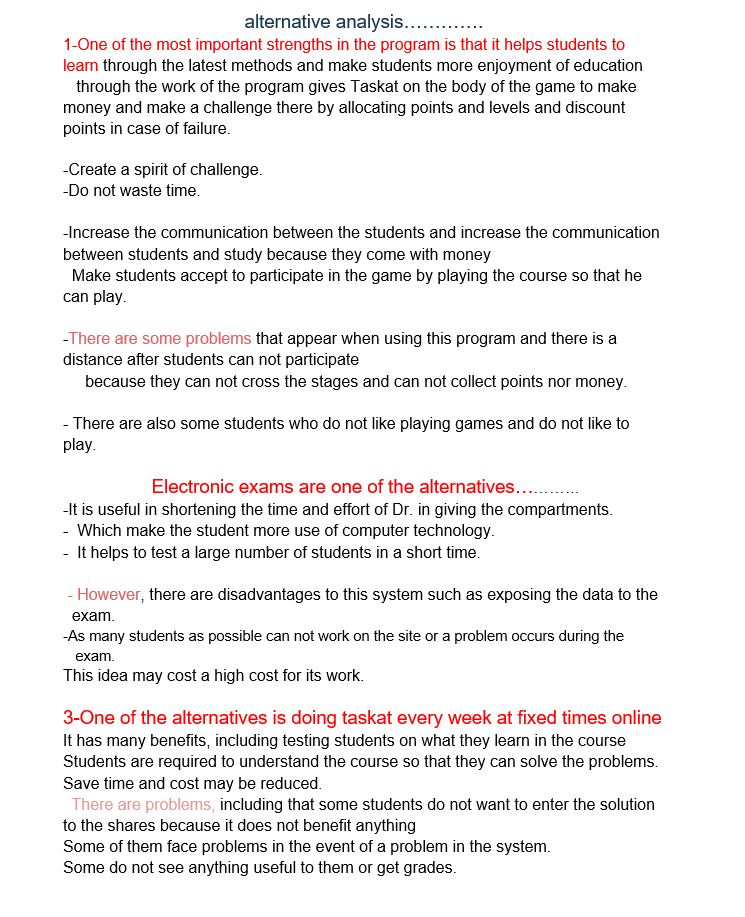 alternative analysis………….
1-One of the most important strengths in the program is that it helps students to
learn through the latest methods and make students more enjoyment of education
through the work of the program gives Taskat on the body of the game to make
money and make a challenge there by allocating points and levels and discount
points in case of failure.
-Create a spirit of challenge.
-Do not waste time.
-Increase the communication between the students and increase the communication
between students and study because they come with money
Make students accept to participate in the game by playing the course so that he
can play.
-There are some problems that appear when using this program and there is a
distance after students can not participate
because they can not cross the stages and can not collect points nor money.
- There are also some students who do not like playing games and do not like to
play.
Electronic exams are one of the alternatives…………
-It is useful in shortening the time and effort of Dr. in giving the compartments.
- Which make the student more use of computer technology.
- It helps to test a large number of students in a short time.
- However, there are disadvantages to this system such as exposing the data to the
exam.
-As many students as possible can not work on the site or a problem occurs during the
exam.
This idea may cost a high cost for its work.
3-One of the alternatives is doing taskat every week at fixed times online
It has many benefits, including testing students on what they learn in the course
Students are required to understand the course so that they can solve the problems.
Save time and cost may be reduced.
There are problems, including that some students do not want to enter the solution
to the shares because it does not benefit anything
Some of them face problems in the event of a problem in the system.
Some do not see anything useful to them or get grades.